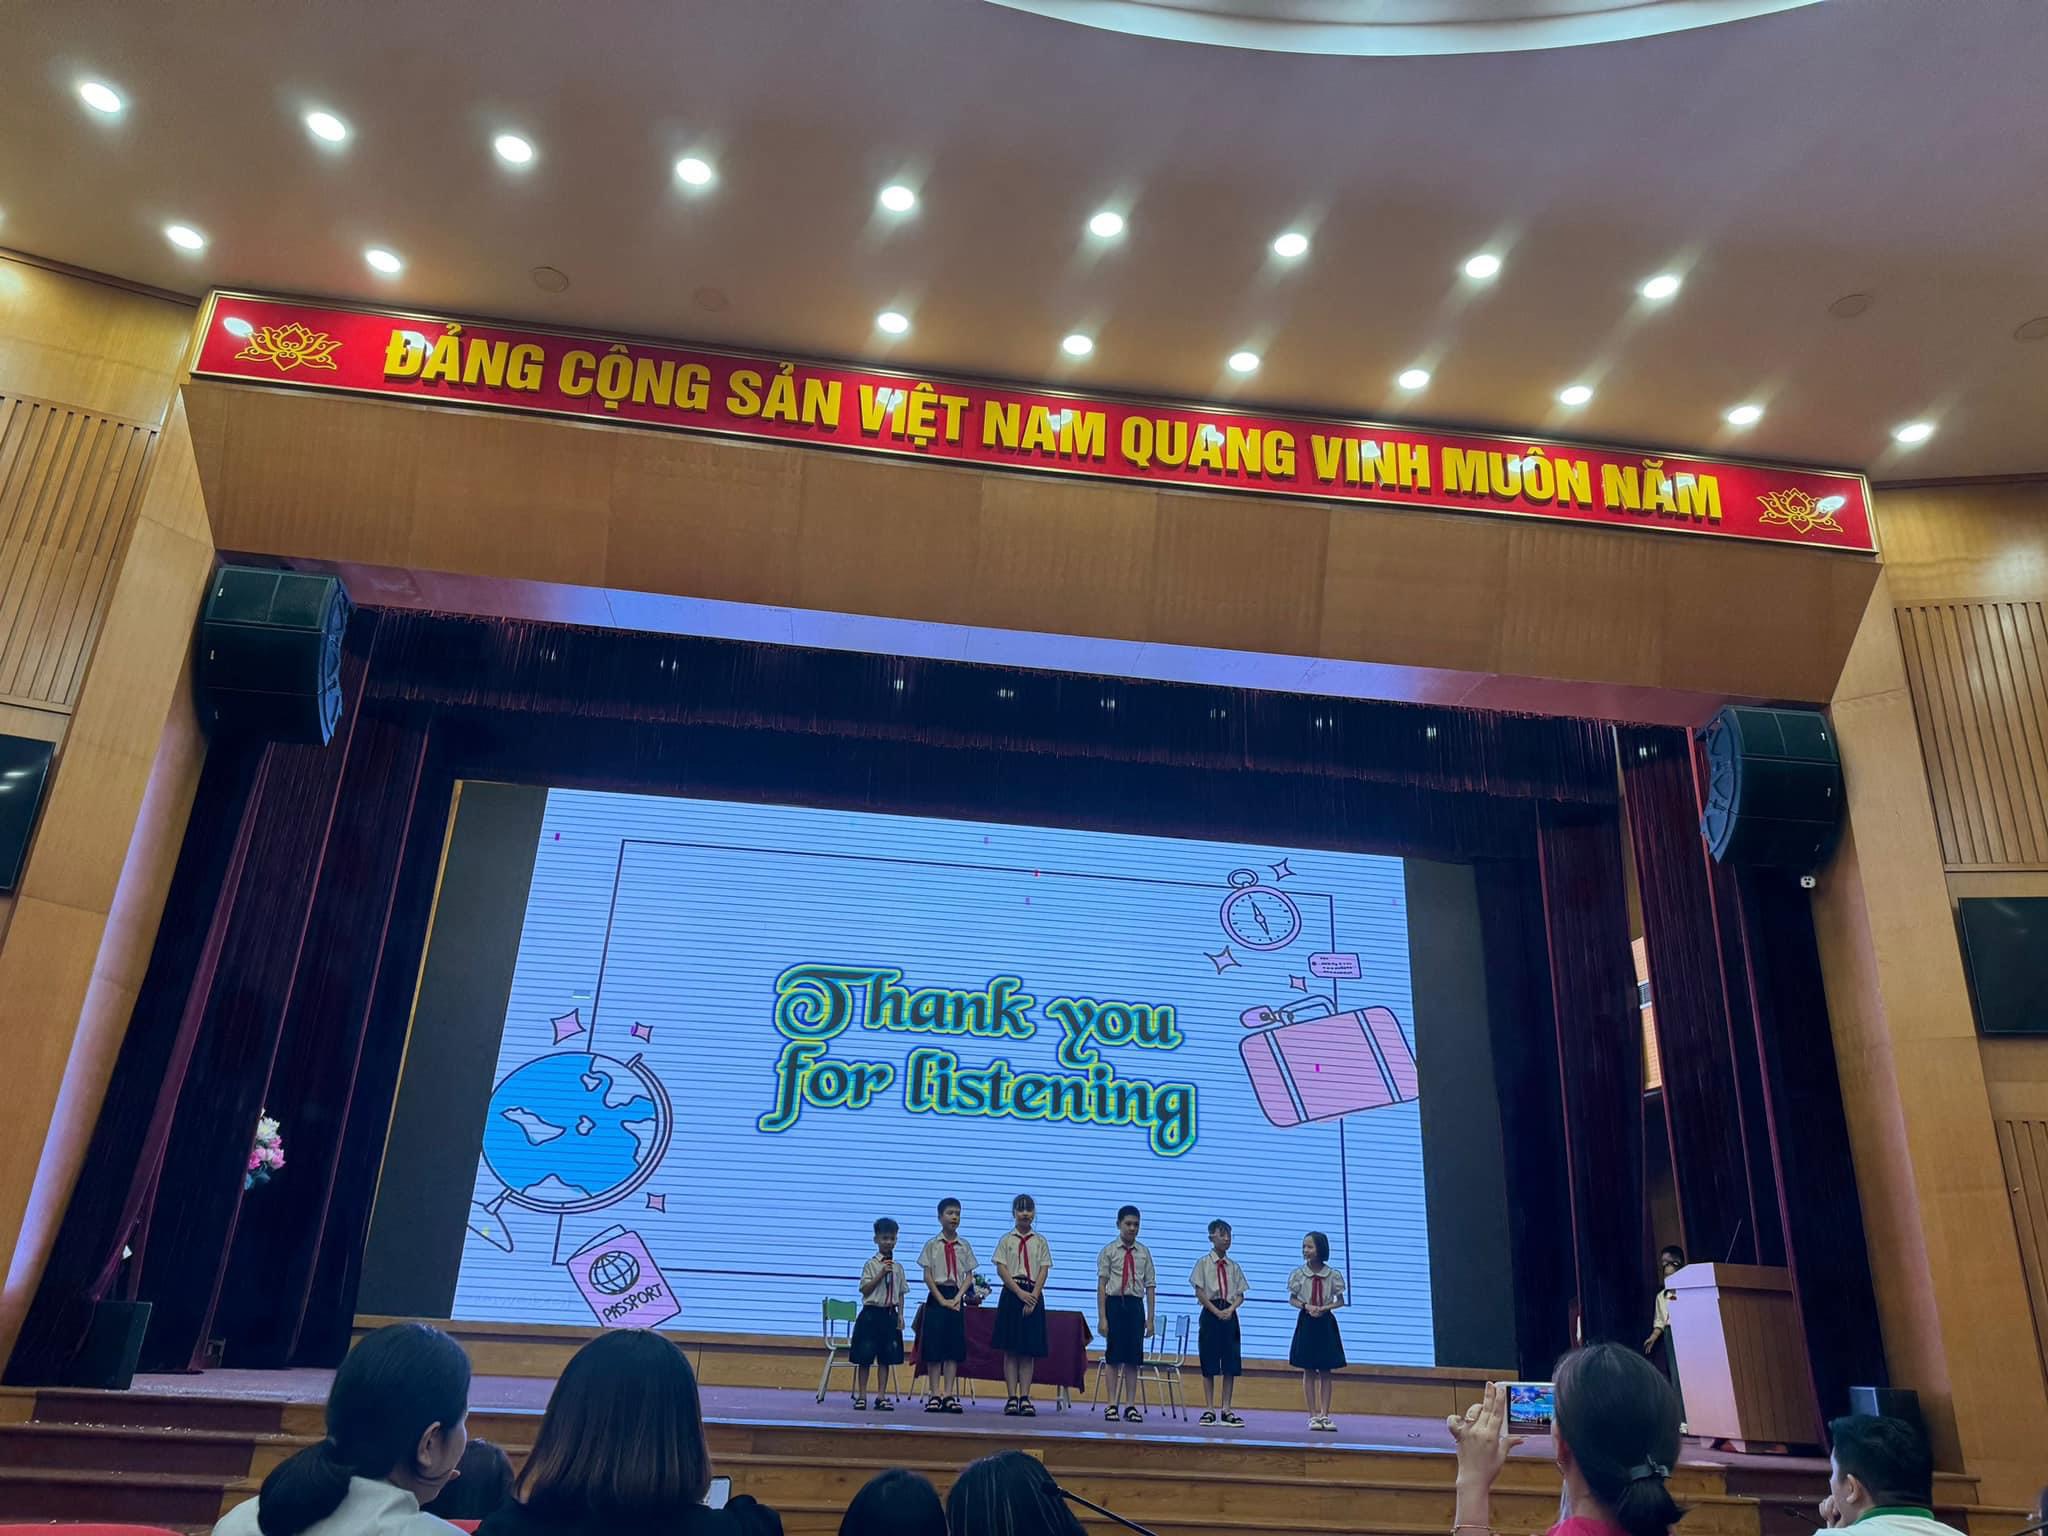 ĐẢNG CỘNG SẢN VIỆT NAM QUANG VINH MUÔN NĂM
Thank you
for listening
PASSPORT